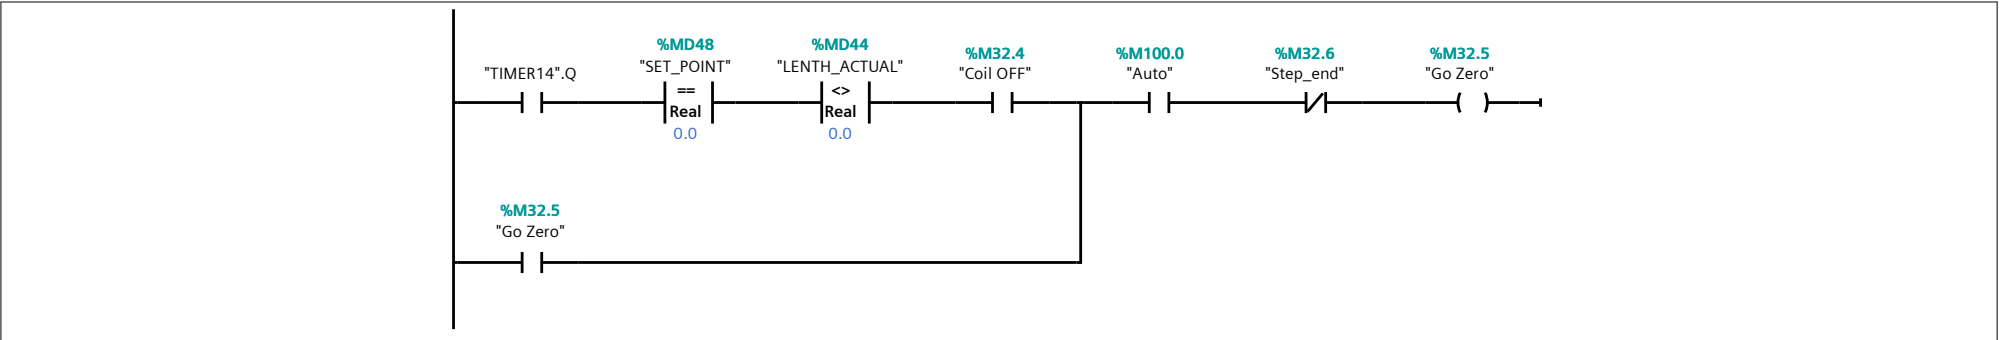 %MD48
%MD44
%M32.4
%M100.0
%M32.6
%M32.5
"TIMER14".Q
"SET_POINT"
"LENTH_ACTUAL"
"Coil OFF"
"Auto"
"Step_end"
"Go Zero"
==
<>
Real
Real
0.0
0.0
%M32.5
"Go Zero"